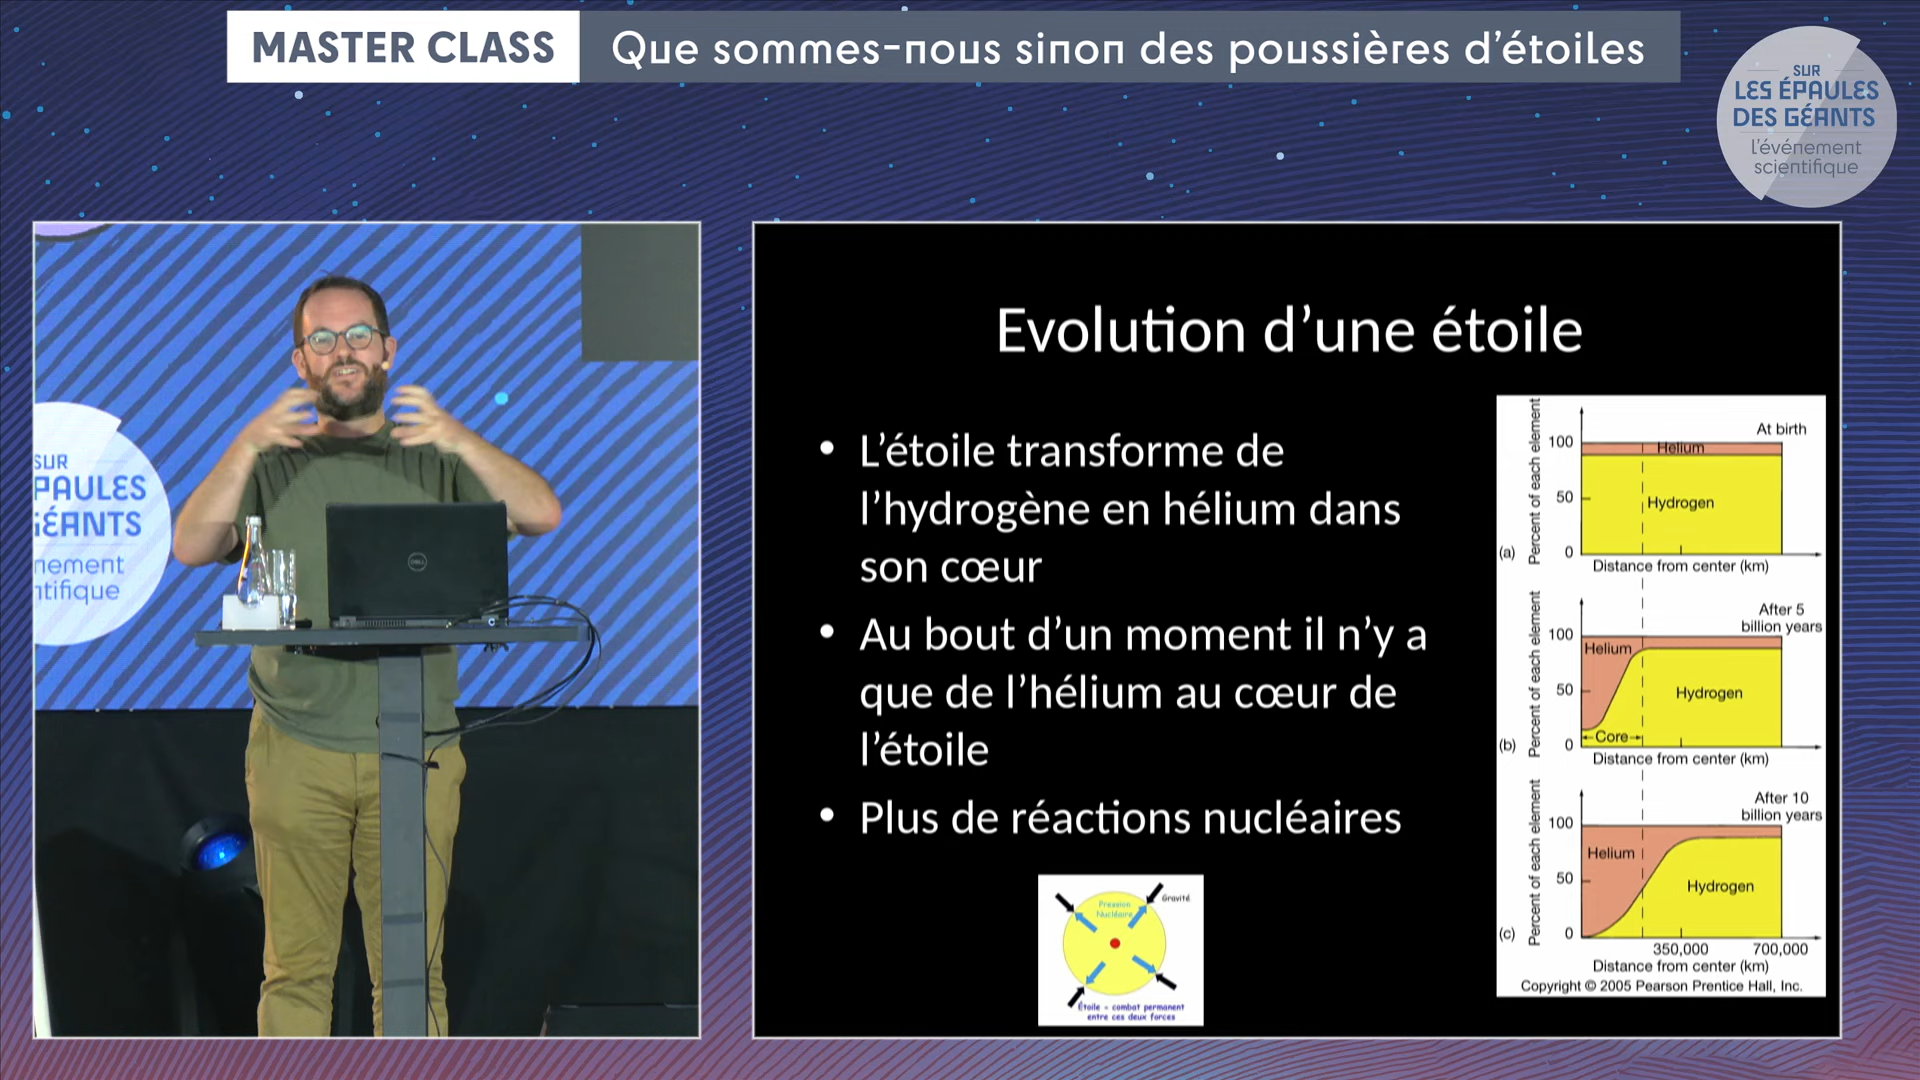 MASTER CLASS
Que sommes-nous sinon des poussières d'étoiles
SUR
LES ÉPAULES
DES GÉANTS
l'événement
scientifique
SUR
PAULES
GÉANTS
nement
ntifique
DELL
Evolution d'une étoile
• L'étoile transforme de
l'hydrogène en hélium dans
son cœur
• Au bout d'un moment il n'y a
que de l'hélium au cœur de
l'étoile
• Plus de réactions nucléaires
Pression
Nucléaire
Gravité
Étoile - combat permanent
entre ces deux forces
At birth
Percent of each element
100
Helium
50
Hydrogen
0
(a)
Distance from center (km)
After 5
billion years
Percent of each element
100
Helium
50
Hydrogen
Core
0
(b)
Distance from center (km)
After 10
billion years
Percent of each element
100
Helium
50
Hydrogen
0
(c)
350,000
700,000
Distance from center (km)
Copyright © 2005 Pearson Prentice Hall, Inc.